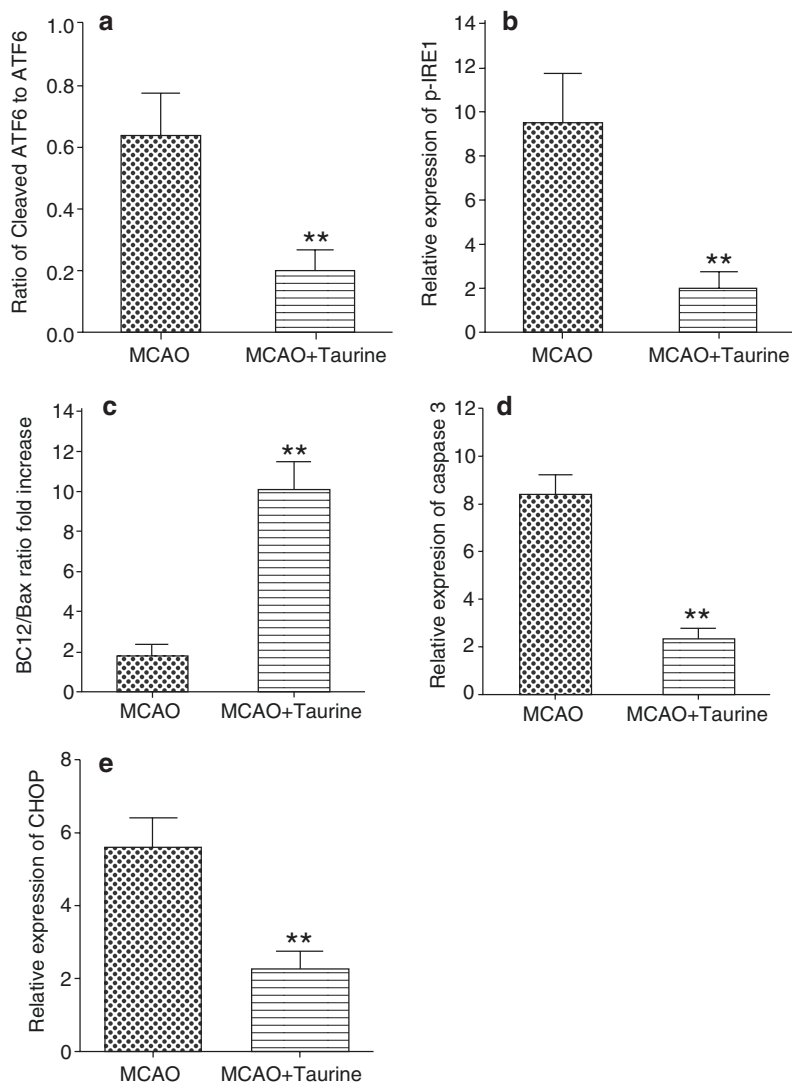 a
Ratio of Cleaved ATF6 to ATF6
1.0
0.8
0.6
0.4
0.2
0.0
**
MCAO
MCAO+Taurine
b
Relative expression of p-IRE1
14
12
10
8
6
4
2
0
**
MCAO
MCAO+Taurine
c
BC12/Bax ratio fold increase
14
12
10
8
6
4
2
0
**
MCAO
MCAO+Taurine
d
Relative expresion of caspase 3
12
10
8
6
4
2
0
**
MCAO
MCAO+Taurine
e
Relative expression of CHOP
8
6
4
2
0
**
MCAO
MCAO+Taurine